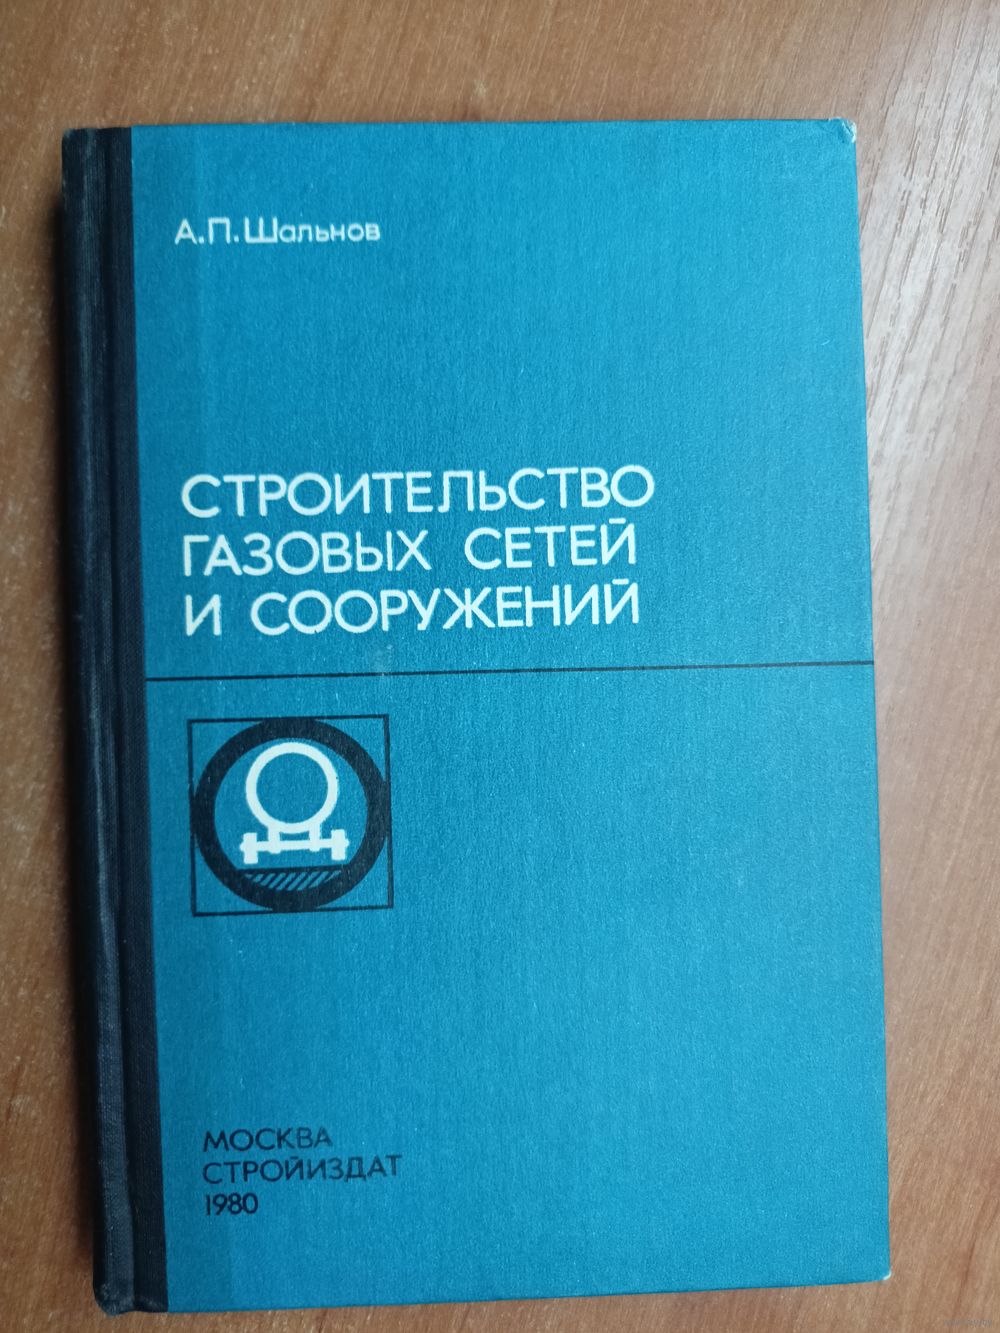 А.П.Шальнов
СТРОИТЕЛЬСТВО
ГАЗОВЫХ СЕТЕЙ
И СООРУЖЕНИЙ
МОСКВА
СТРОЙИЗДАТ
1980